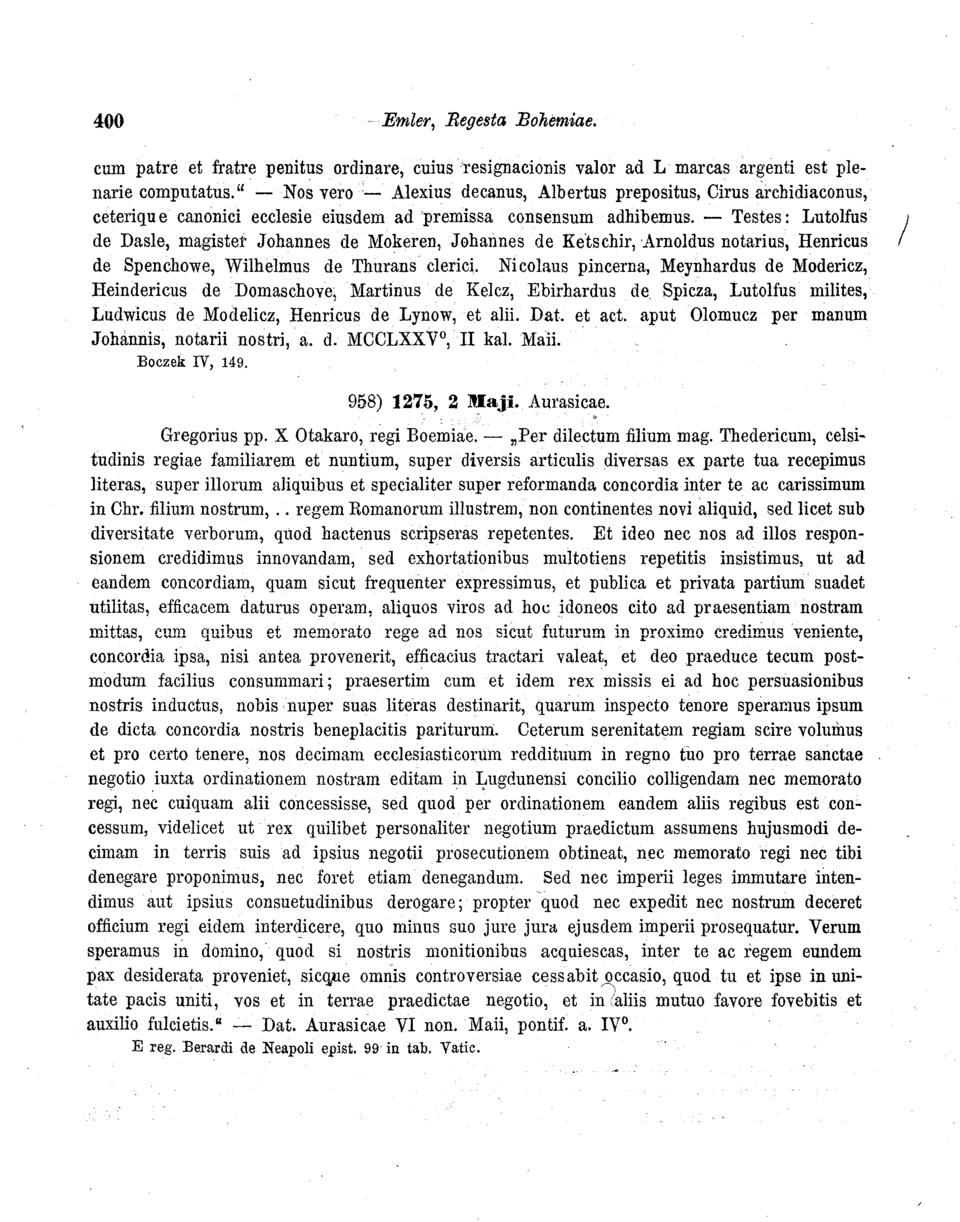 400 Emler, Regesta Bohemiae.
cum patre et fratre penitus ordinare, cuius resignacionis valor ad L marcas argenti est ple-
narie computatus.“ — Nos vero — Alexius decanus, Albertus prepositus, Cirus archidiaconus,
ceterique canonici ecclesie eiusdem ad premissa consensum adhibemus. — Testes: Lutolfus
de Dasle, magister Johannes de Mokeren, Johannes de Ketschir, Arnoldus notarius, Henricus
de Spenchowe, Wilhelmus de Thurans clerici. Nicolaus pincerna, Meynhardus de Modericz,
Heindericus de Domaschove, Martinus de Kelcz, Ebirhardus de Spicza, Lutolfus milites,
Ludwicus de Modelicz, Henricus de Lynow, et alii. Dat. et act. aput Olomucz per manum
Johannis, notarii nostri, a. d. MCCLXXV⁰, II kal. Maii.
Boczek IV, 149.
958) 1275, 2 Maji. Aurasicae.
Gregorius pp. X Otakaro, regi Boemiae. — „Per dilectum filium mag. Thedericum, celsi-
tudinis regiae familiarem et nuntium, super diversis articulis diversas ex parte tua recepimus
literas, super illorum aliquibus et specialiter super reformanda concordia inter te ac carissimum
in Chr. filium nostrum, . . regem Romanorum illustrem, non continentes novi aliquid, sed licet sub
diversitate verborum, quod hactenus scripseras repetentes. Et ideo nec nos ad illos respon-
sionem credidimus innovandam, sed exhortationibus multotiens repetitis insistimus, ut ad
eandem concordiam, quam sicut frequenter expressimus, et publica et privata partium suadet
utilitas, efficacem daturus operam, aliquos viros ad hoc idoneos cito ad praesentiam nostram
mittas, cum quibus et memorato rege ad nos sicut futurum in proximo credimus veniente,
concordia ipsa, nisi antea provenerit, efficacius tractari valeat, et deo praeduce tecum post-
modum facilius consummari; praesertim cum et idem rex missis ei ad hoc persuasionibus
nostris inductus, nobis nuper suas literas destinarit, quarum inspecto tenore speramus ipsum
de dicta concordia nostris beneplacitis pariturum. Ceterum serenitatem regiam scire volumus
et pro certo tenere, nos decimam ecclesiasticorum reddituum in regno tuo pro terrae sanctae
negotio iuxta ordinationem nostram editam in Lugdunensi concilio colligendam nec memorato
regi, nec cuiquam alii concessisse, sed quod per ordinationem eandem aliis regibus est con-
cessum, videlicet ut rex quilibet personaliter negotium praedictum assumens hujusmodi de-
cimam in terris suis ad ipsius negotii prosecutionem obtineat, nec memorato regi nec tibi
denegare proponimus, nec foret etiam denegandum. Sed nec imperii leges immutare inten-
dimus aut ipsius consuetudinibus derogare; propter quod nec expedit nec nostrum deceret
officium regi eidem interdicere, quo minus suo jure jura ejusdem imperii prosequatur. Verum
speramus in domino, quod si nostris monitionibus acquiescas, inter te ac regem eundem
pax desiderata proveniet, sicque omnis controversiae cessabit occasio, quod tu et ipse in uni-
tate pacis uniti, vos et in terrae praedictae negotio, et in aliis mutuo favore fovebitis et
auxilio fulcietis.“ — Dat. Aurasicae VI non. Maii, pontif. a. IV⁰.
E reg. Berardi de Neapoli epist. 99 in tab. Vatic.